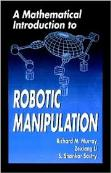 A Mathematical
Introduction to
ROBOTIC
MANIPULATION
Richard M. Murray
Zexiang Li
S. Shankar Sastry